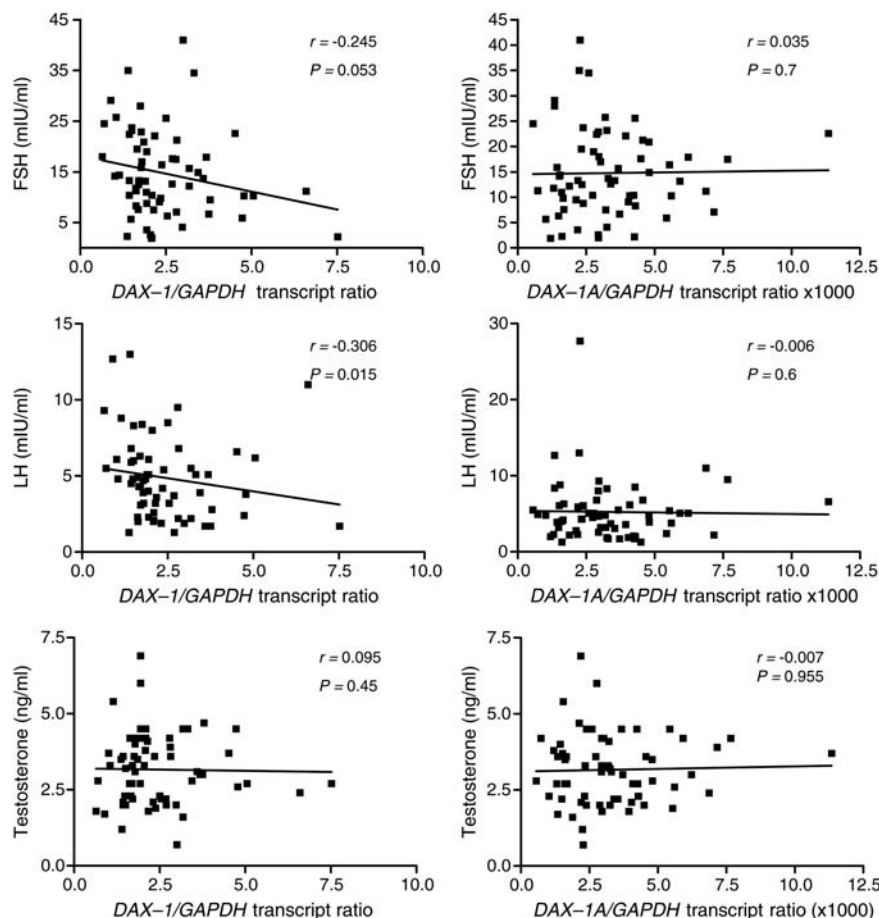 45
35
25
15
5
FSH (mIU/ml)
r = -0.245
P = 0.053
0.0 2.5 5.0 7.5 10.0
DAX–1/GAPDH transcript ratio
45
40
35
30
25
20
15
10
5
0
FSH (mIU/ml)
r = 0.035
P = 0.7
0.0 2.5 5.0 7.5 10.0 12.5
DAX–1A/GAPDH transcript ratio x1000
15
10
5
0
LH (mIU/ml)
r = -0.306
P = 0.015
0.0 2.5 5.0 7.5 10.0
DAX–1/GAPDH transcript ratio
30
20
10
0
LH (mIU/ml)
r = -0.006
P = 0.6
0.0 2.5 5.0 7.5 10.0 12.5
DAX–1A/GAPDH transcript ratio x1000
7.5
5.0
2.5
0.0
Testosterone (ng/ml)
r = 0.095
P = 0.45
0.0 2.5 5.0 7.5 10.0
DAX–1/GAPDH transcript ratio
7.5
5.0
2.5
0.0
Testosterone (ng/ml)
r = -0.007
P = 0.955
0.0 2.5 5.0 7.5 10.0 12.5
DAX–1A/GAPDH transcript ratio (x1000)